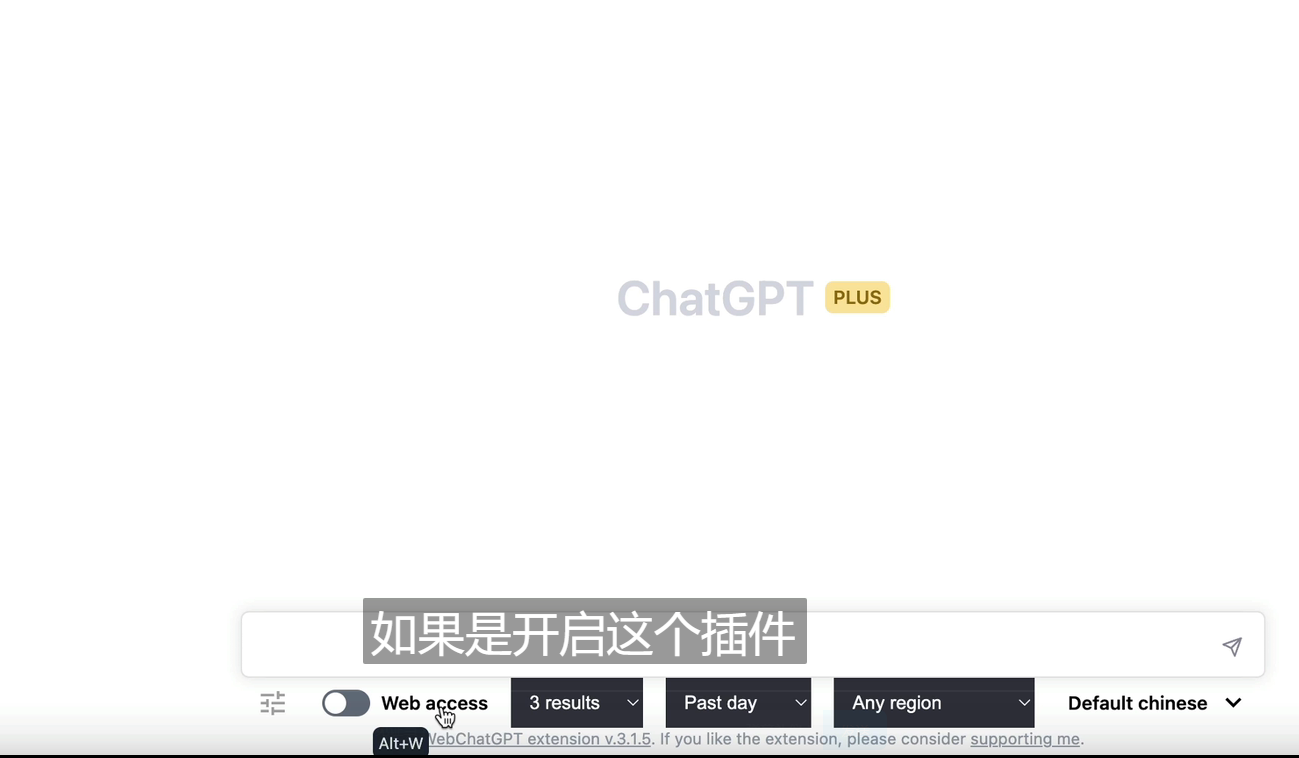 ChatGPT PLUS
如果是开启这个插件
Web access 3 results Past day Any region Default chinese
Alt+W
WebChatGPT extension v.3.1.5. If you like the extension, please consider supporting me.